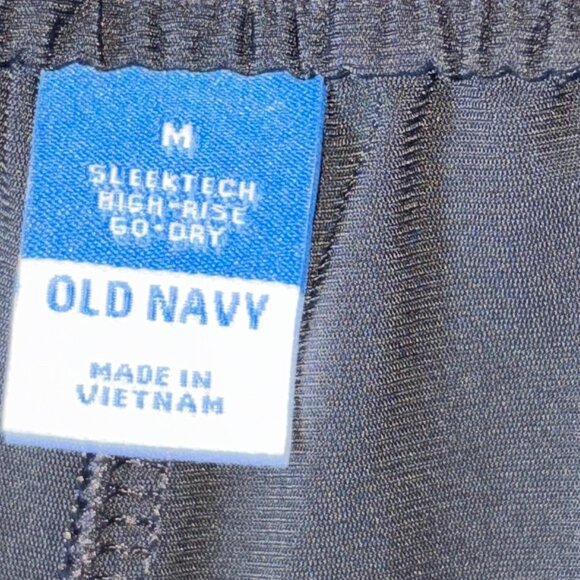 M
SLEEKTECH
HIGH-RISE
GO-DRY
OLD NAVY
MADE IN
VIETNAM